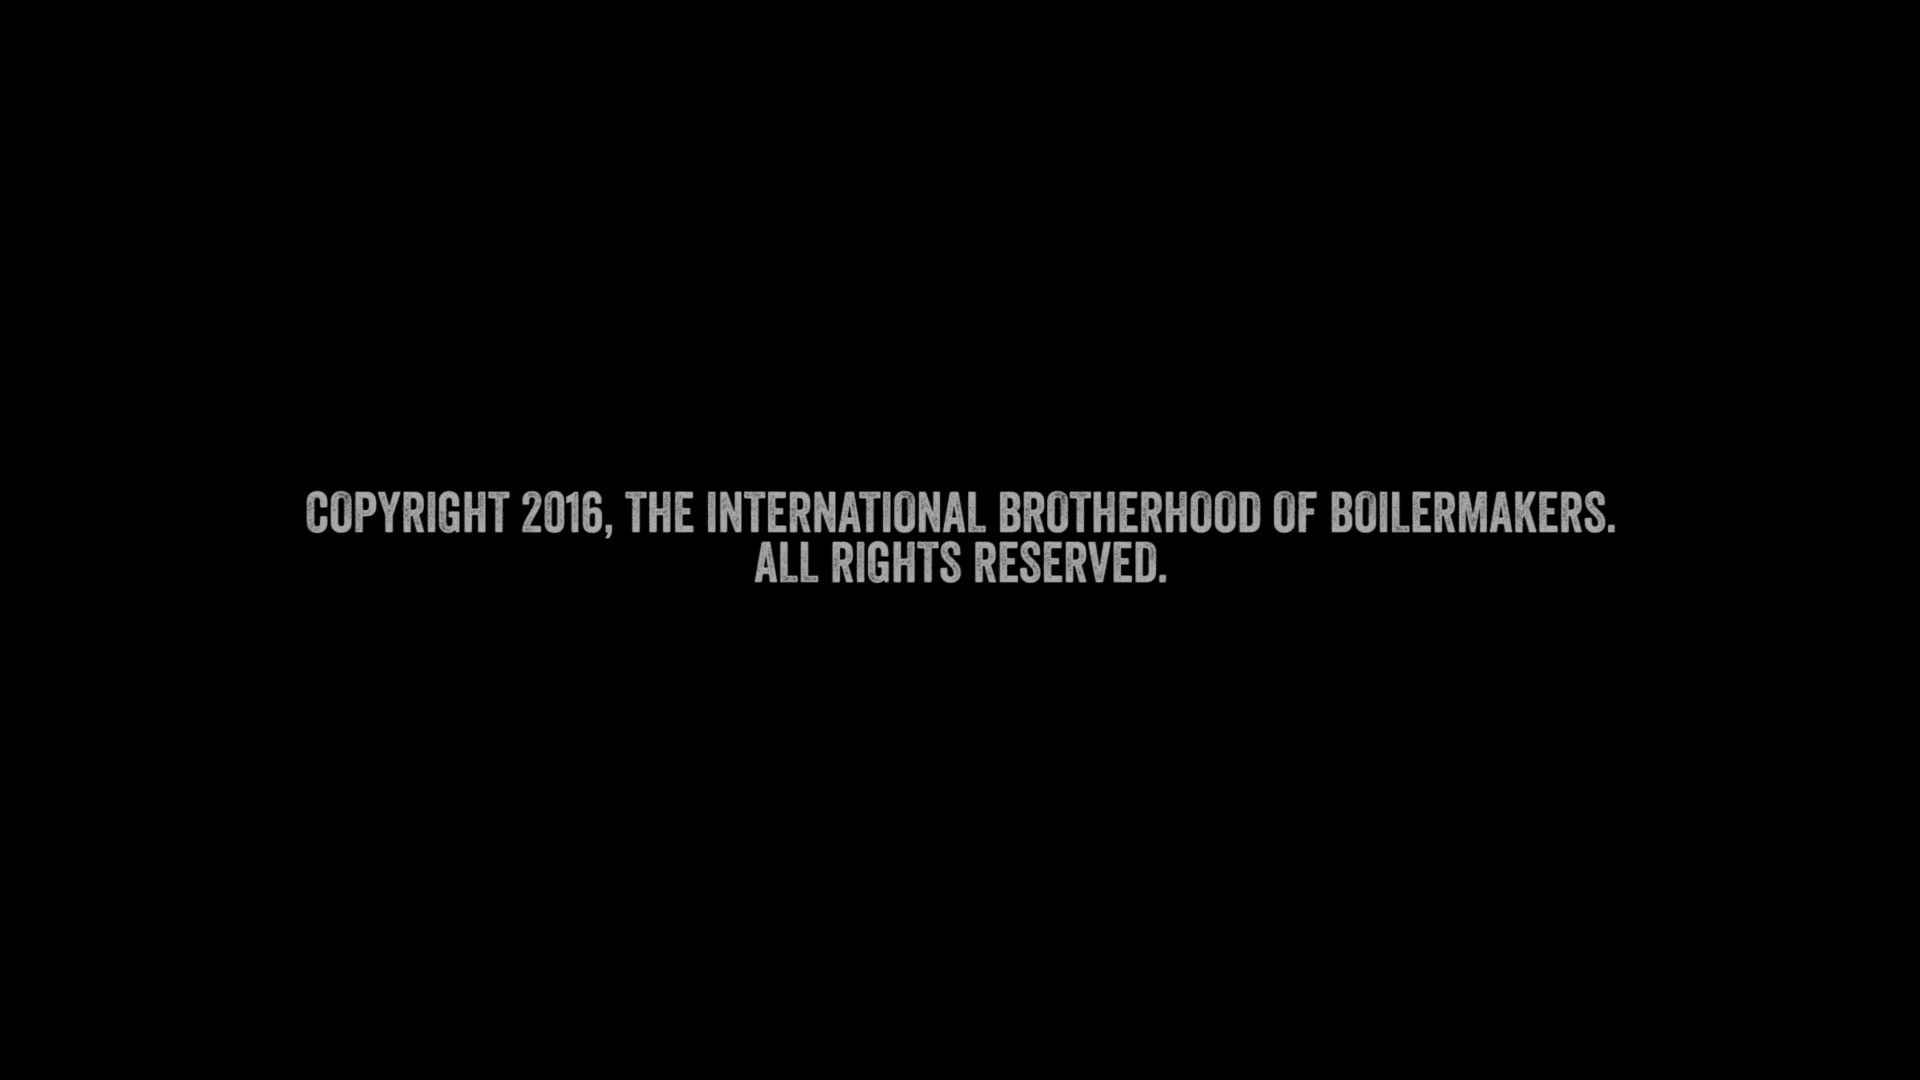 COPYRIGHT 2016, THE INTERNATIONAL BROTHERHOOD OF BOILERMAKERS.
ALL RIGHTS RESERVED.